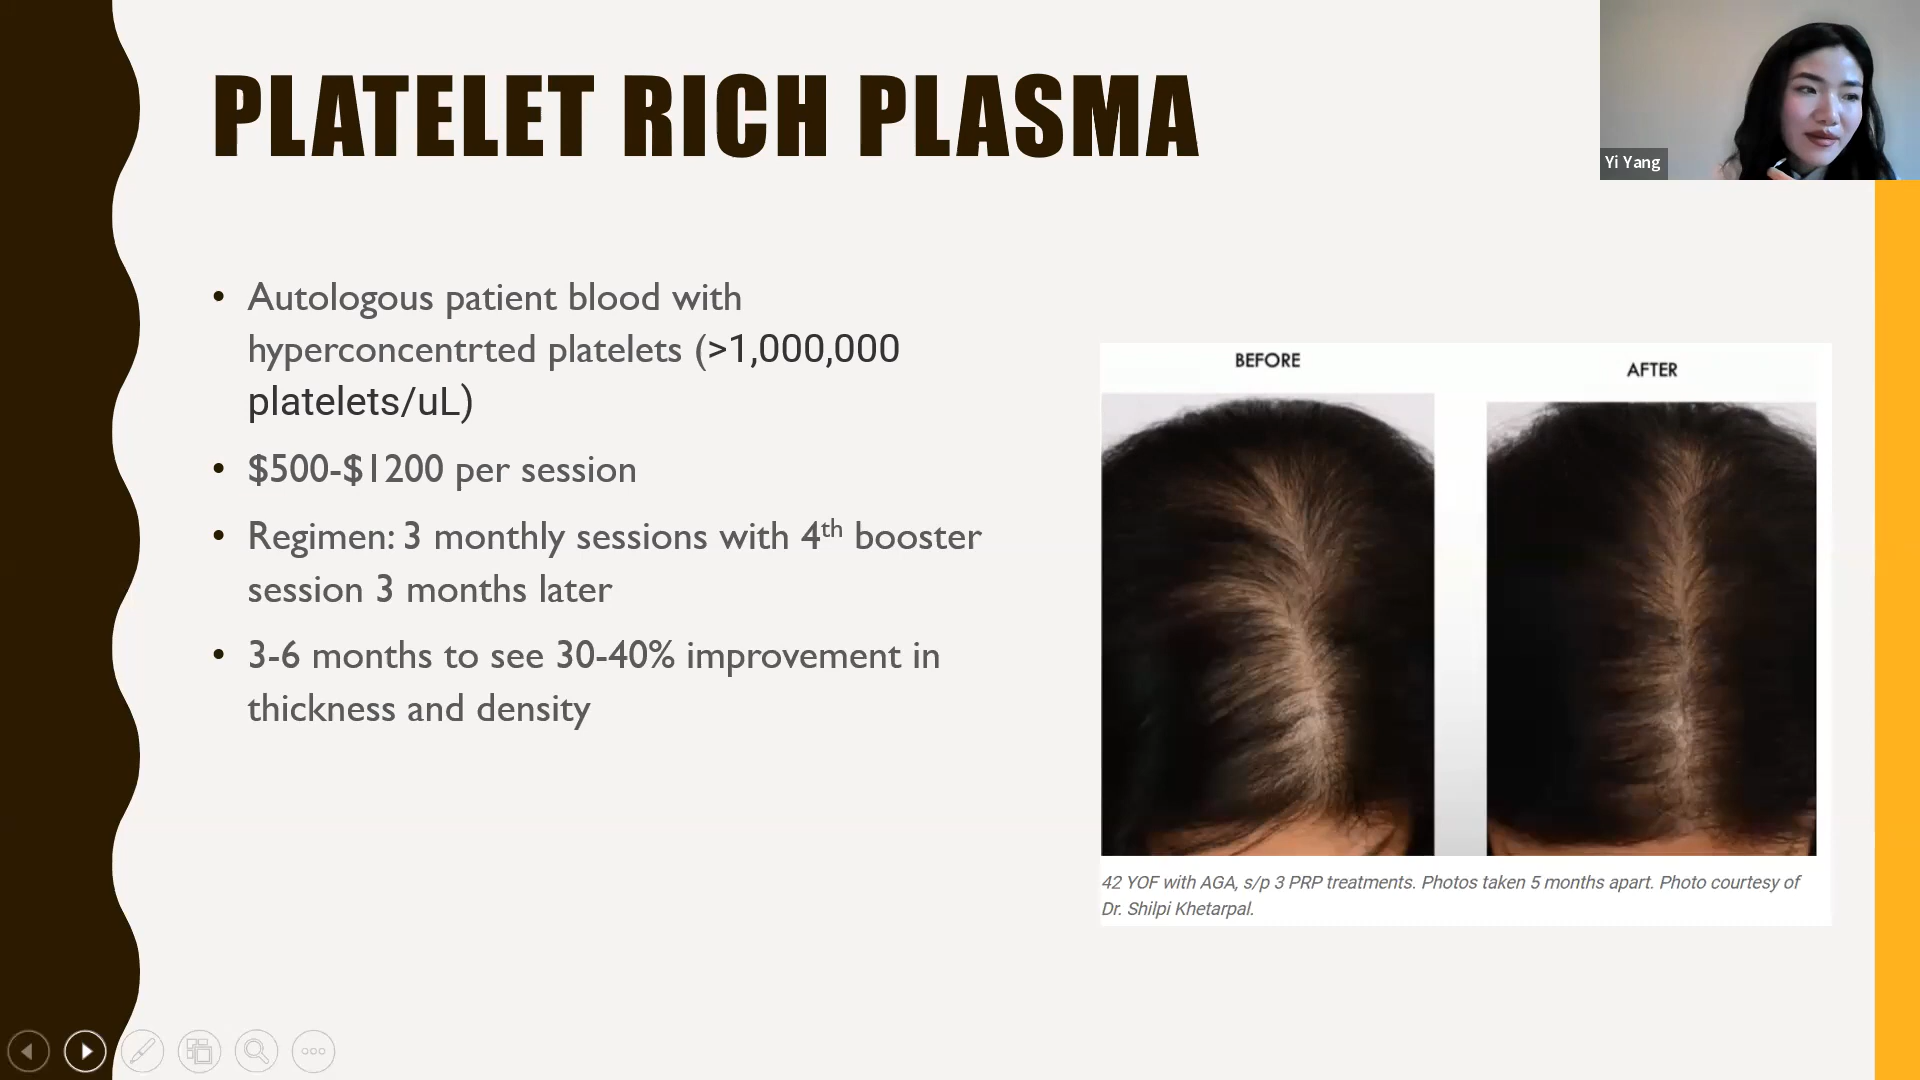 PLATELET RICH PLASMA
Yi Yang
• Autologous patient blood with
hyperconcentrted platelets (>1,000,000
platelets/uL)
• $500-$1200 per session
• Regimen: 3 monthly sessions with 4th booster
session 3 months later
• 3-6 months to see 30-40% improvement in
thickness and density
BEFORE
AFTER
42 YOF with AGA, s/p 3 PRP treatments. Photos taken 5 months apart. Photo courtesy of
Dr. Shilpi Khetarpal.